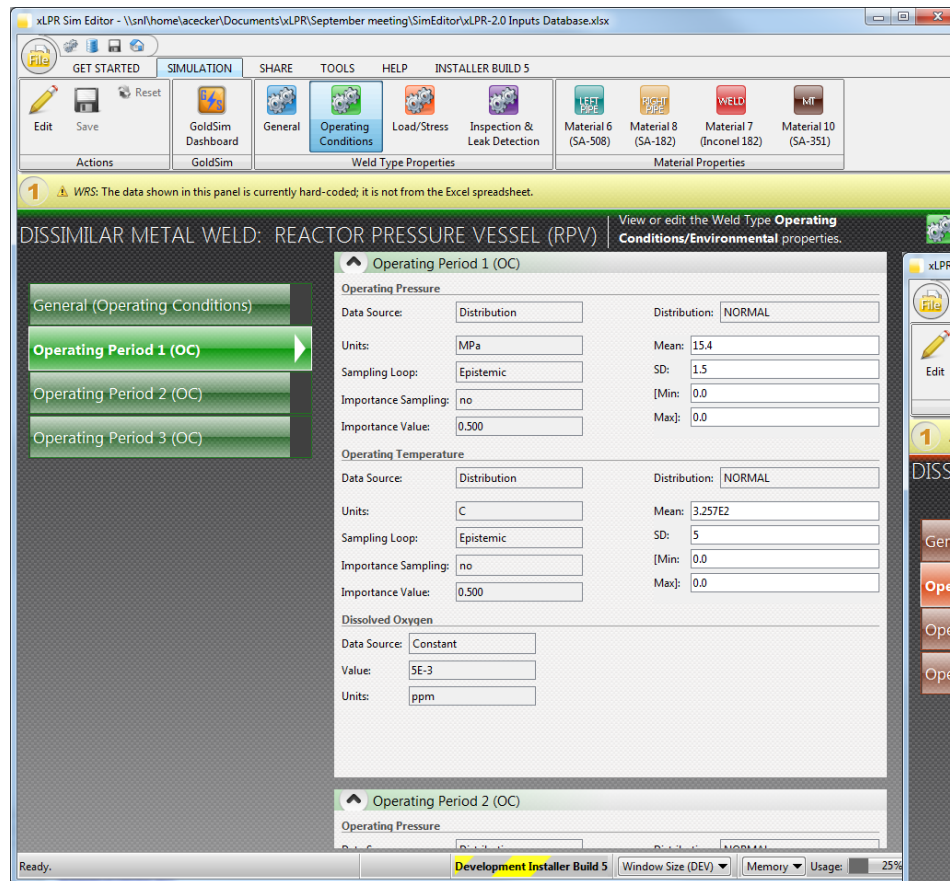 xLPR Sim Editor - \\snl\home\acecker\Documents\xLPR\September meeting\SimEditor\xLPR-2.0 Inputs Database.xlsx
File
GET STARTED SIMULATION SHARE TOOLS HELP INSTALLER BUILD 5
Edit Save Reset GoldSim Dashboard General Operating Conditions Load/Stress Inspection & Leak Detection LEFT PIPE Material 6 (SA-508) RIGHT PIPE Material 8 (SA-182) WELD Material 7 (Inconel 182) MT Material 10 (SA-351)
Actions GoldSim Weld Type Properties Material Properties
1 WRS: The data shown in this panel is currently hard-coded; it is not from the Excel spreadsheet.
DISSIMILAR METAL WELD: REACTOR PRESSURE VESSEL (RPV)
View or edit the Weld Type Operating
Conditions/Environmental properties.
General (Operating Conditions)
Operating Period 1 (OC)
Operating Period 2 (OC)
Operating Period 3 (OC)
Operating Period 1 (OC)
Operating Pressure
Data Source: Distribution Distribution: NORMAL
Units: MPa Mean: 15.4
Sampling Loop: Epistemic SD: 1.5
Importance Sampling: no [Min: 0.0
Importance Value: 0.500 Max]: 0.0
Operating Temperature
Data Source: Distribution Distribution: NORMAL
Units: C Mean: 3.257E2
Sampling Loop: Epistemic SD: 5
Importance Sampling: no [Min: 0.0
Importance Value: 0.500 Max]: 0.0
Dissolved Oxygen
Data Source: Constant
Value: 5E-3
Units: ppm
Operating Period 2 (OC)
Operating Pressure
xLPR
File
Edit
1
DISS
Gen
Ope
Ope
Ope
Ready. Development Installer Build 5 Window Size (DEV) Memory Usage: 25%